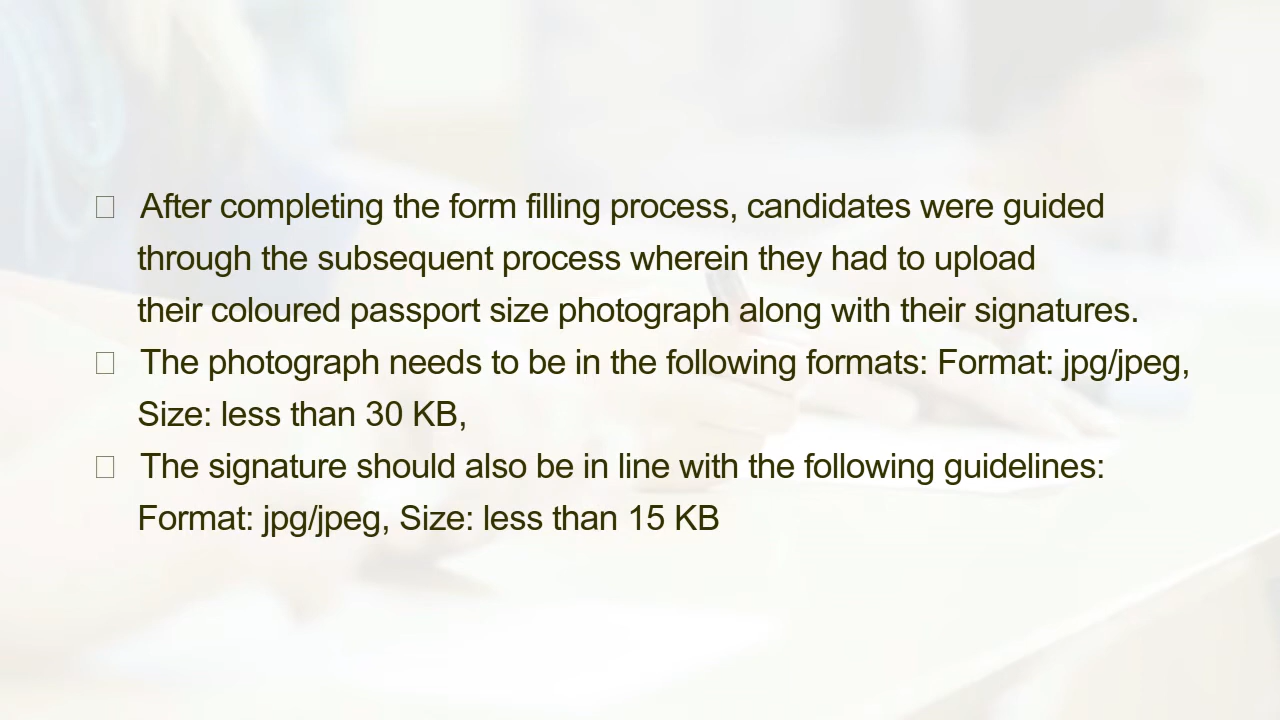 □ After completing the form filling process, candidates were guided
through the subsequent process wherein they had to upload
their coloured passport size photograph along with their signatures.
□ The photograph needs to be in the following formats: Format: jpg/jpeg,
Size: less than 30 KB,
□ The signature should also be in line with the following guidelines:
Format: jpg/jpeg, Size: less than 15 KB